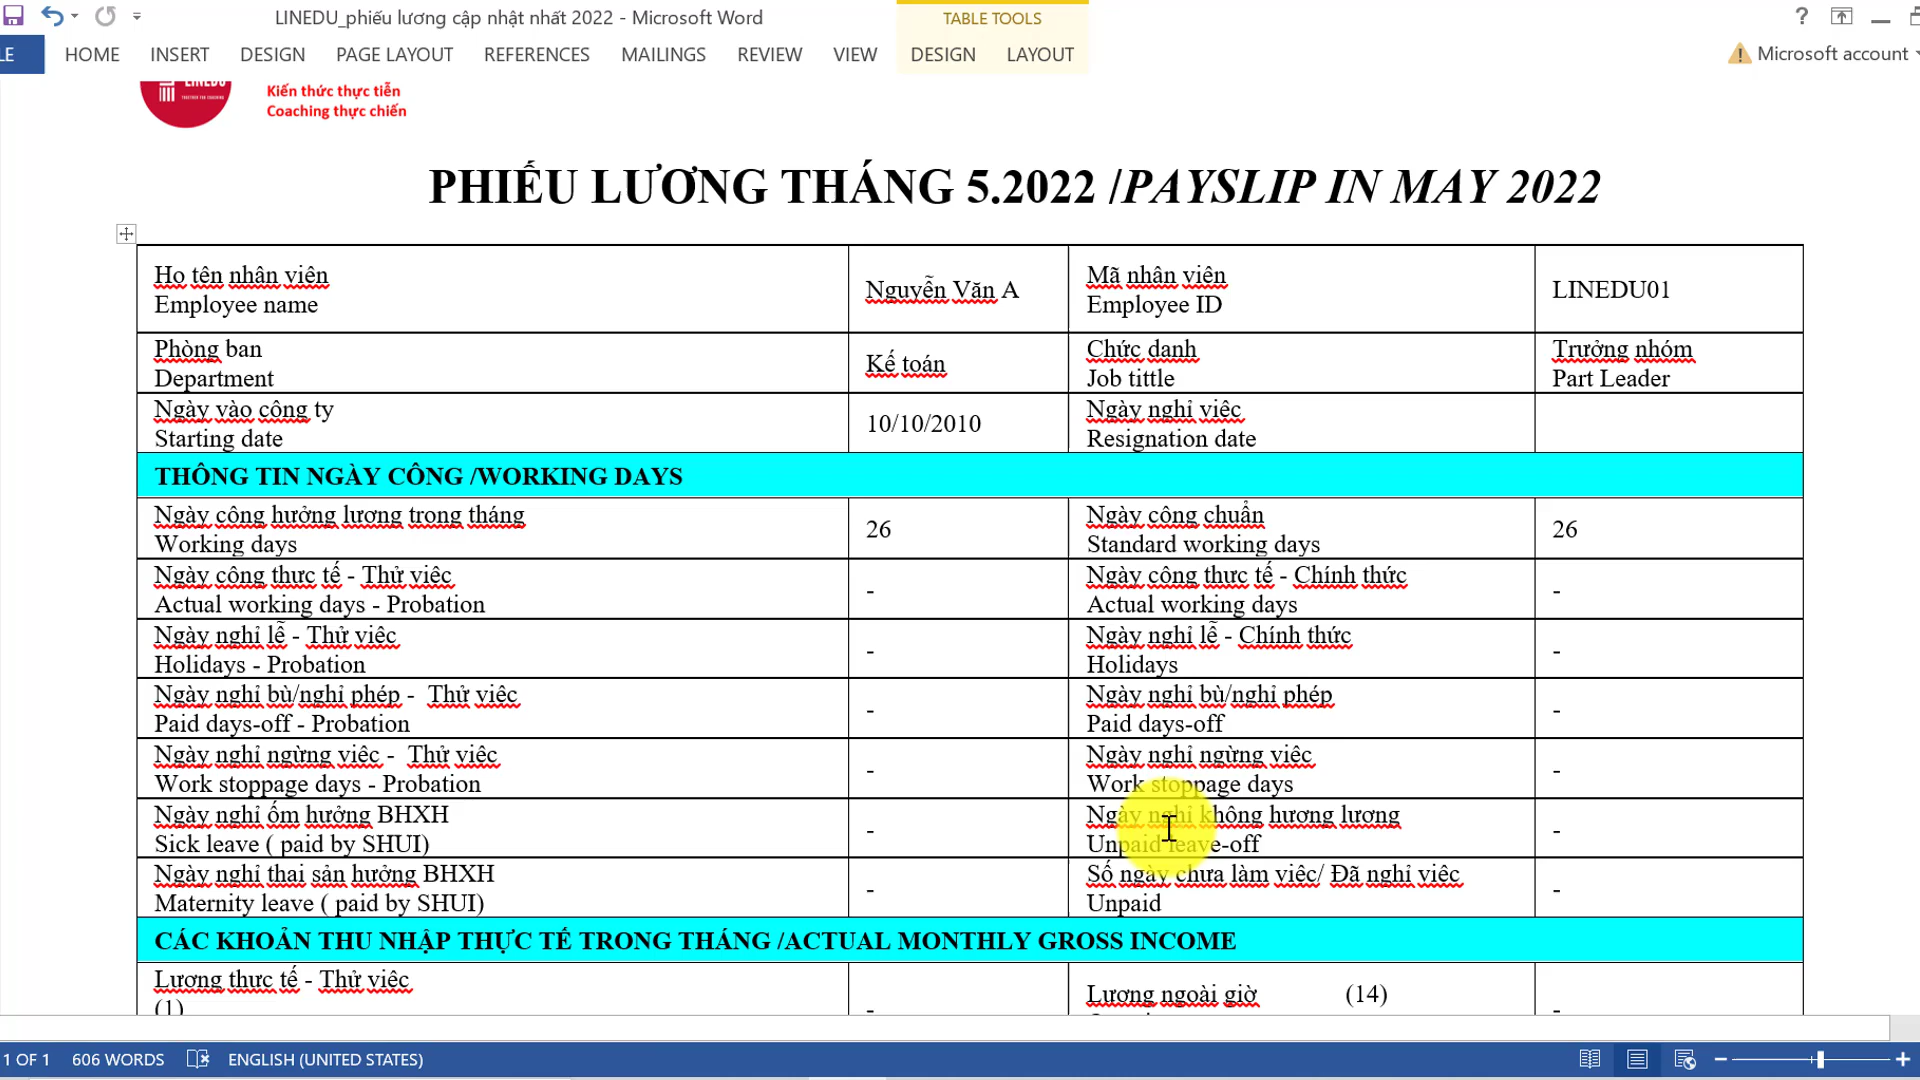 LINEDU_phiếu lương cập nhật nhất 2022 - Microsoft Word
TABLE TOOLS
?
LE
HOME
INSERT
DESIGN
PAGE LAYOUT
REFERENCES
MAILINGS
REVIEW
VIEW
DESIGN
LAYOUT
Microsoft account
LINEDU
Kiến thức thực tiễn
Coaching thực chiến
PHIẾU LƯƠNG THÁNG 5.2022 /PAYSLIP IN MAY 2022
Họ tên nhân viên
Employee name
Nguyễn Văn A
Mã nhân viên
Employee ID
LINEDU01
Phòng ban
Department
Kế toán
Chức danh
Job tittle
Trưởng nhóm
Part Leader
Ngày vào công ty
Starting date
10/10/2010
Ngày nghỉ việc
Resignation date
THÔNG TIN NGÀY CÔNG /WORKING DAYS
Ngày công hưởng lương trong tháng
Working days
26
Ngày công chuẩn
Standard working days
26
Ngày công thực tế - Thử việc
Actual working days - Probation
-
Ngày công thực tế - Chính thức
Actual working days
-
Ngày nghỉ lễ - Thử việc
Holidays - Probation
-
Ngày nghỉ lễ - Chính thức
Holidays
-
Ngày nghỉ bù/nghỉ phép - Thử việc
Paid days-off - Probation
-
Ngày nghỉ bù/nghỉ phép
Paid days-off
-
Ngày nghỉ ngừng việc - Thử việc
Work stoppage days - Probation
-
Ngày nghỉ ngừng việc
Work stoppage days
-
Ngày nghỉ ốm hưởng BHXH
Sick leave ( paid by SHUI)
-
Ngày nghỉ không hương lương
Unpaid leave-off
-
Ngày nghỉ thai sản hưởng BHXH
Maternity leave ( paid by SHUI)
-
Số ngày chưa làm việc/ Đã nghỉ việc
Unpaid
-
CÁC KHOẢN THU NHẬP THỰC TẾ TRONG THÁNG /ACTUAL MONTHLY GROSS INCOME
Lương thực tế - Thử việc
(1)
-
Lương ngoài giờ (14)
-
1 OF 1
606 WORDS
ENGLISH (UNITED STATES)